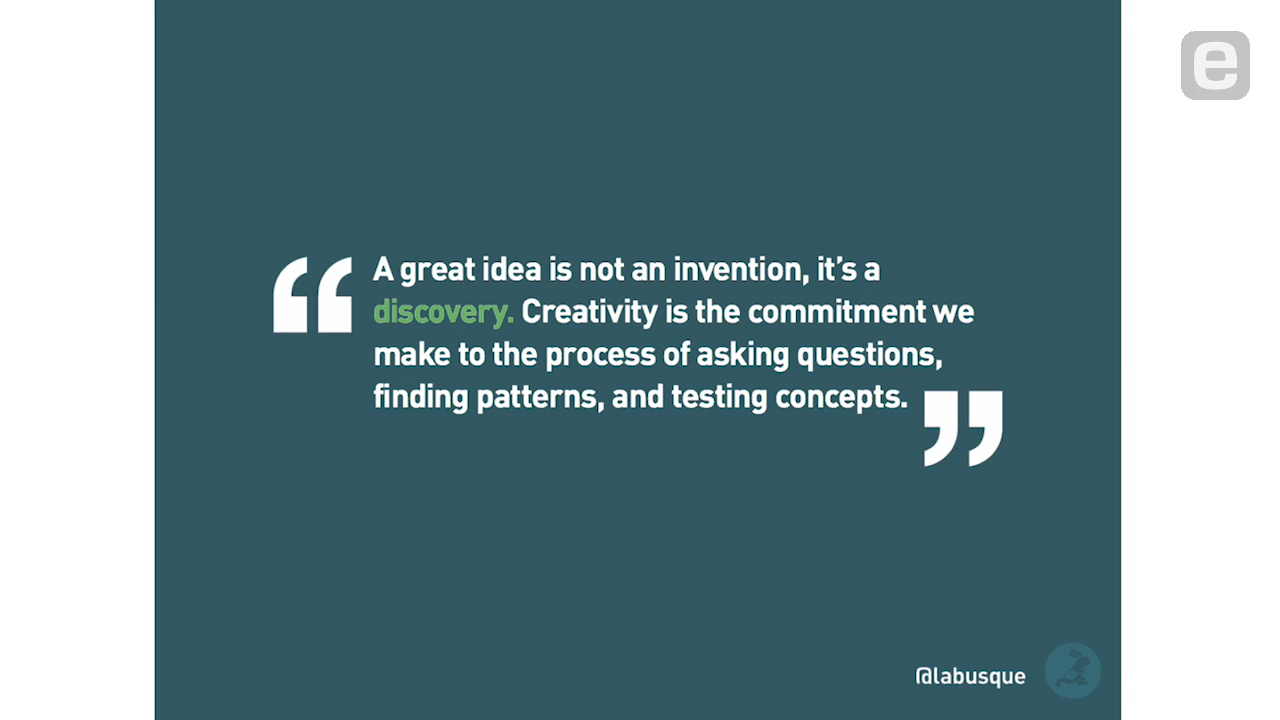 e
“A great idea is not an invention, it’s a
discovery. Creativity is the commitment we
make to the process of asking questions,
finding patterns, and testing concepts.”
@labusque